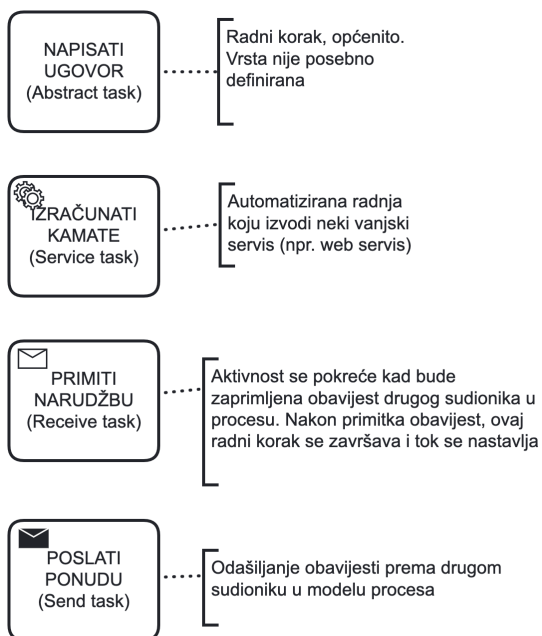 NAPISATI
UGOVOR
(Abstract task)
Radni korak, općenito.
Vrsta nije posebno
definirana
IZRAČUNATI
KAMATE
(Service task)
Automatizirana radnja
koju izvodi neki vanjski
servis (npr. web servis)
PRIMITI
NARUDŽBU
(Receive task)
Aktivnost se pokreće kad bude
zaprimljena obavijest drugog sudionika u
procesu. Nakon primitka obavijest, ovaj
radni korak se završava i tok se nastavlja
POSLATI
PONUDU
(Send task)
Odašiljanje obavijesti prema drugom
sudioniku u modelu procesa